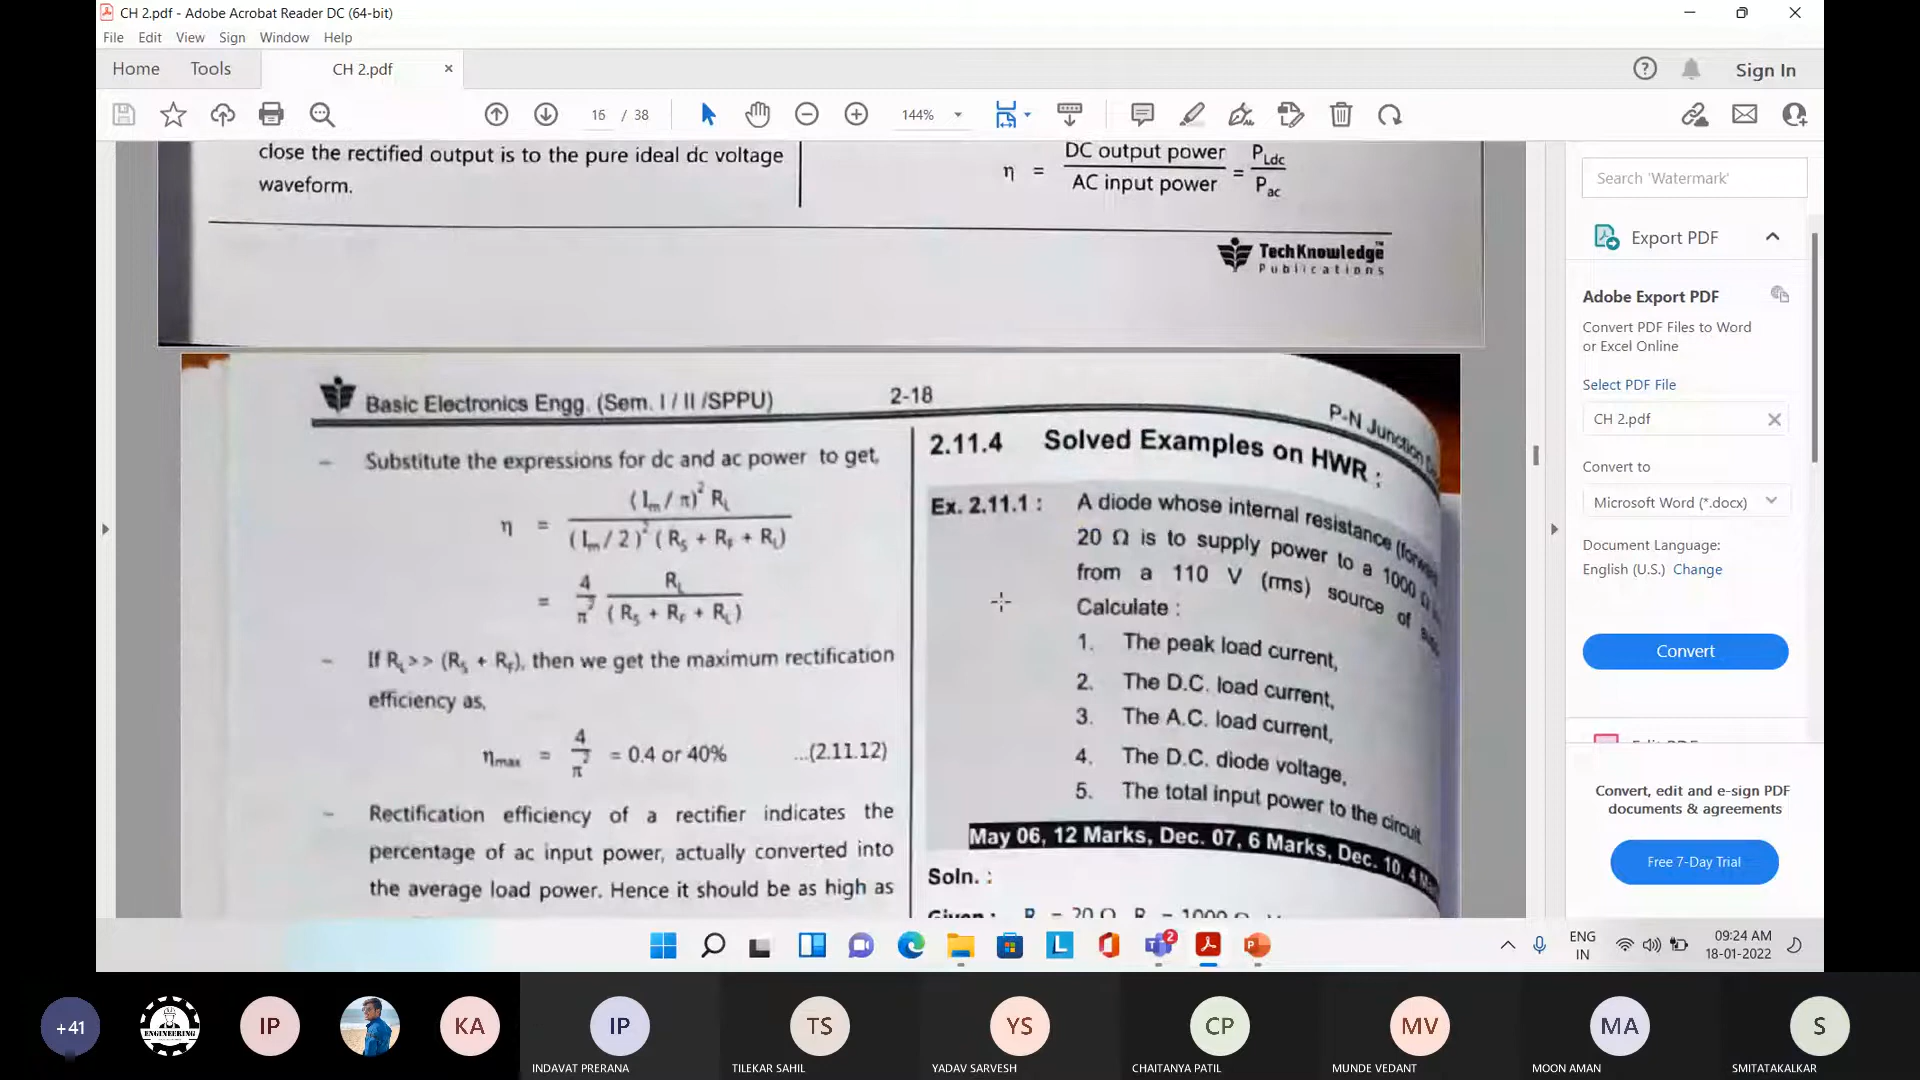 CH 2.pdf - Adobe Acrobat Reader DC (64-bit)
File Edit View Sign Window Help
Home Tools CH 2.pdf × Sign In
16 / 38 144%
close the rectified output is to the pure ideal dc voltage
waveform.
η = DC output power / AC input power = P_Ldc / P_ac
TechKnowledge™
Publications
Basic Electronics Engg. (Sem. I / II /SPPU) 2-18 P-N Junction
– Substitute the expressions for dc and ac power to get,
η = (I_m / π)² R_L / (I_m / 2)² (R_S + R_F + R_L)
= 4 / π² R_L / (R_S + R_F + R_L)
– If R_L >> (R_S + R_F), then we get the maximum rectification
efficiency as,
η_max = 4 / π² = 0.4 or 40% ...(2.11.12)
– Rectification efficiency of a rectifier indicates the
percentage of ac input power, actually converted into
the average load power. Hence it should be as high as
2.11.4 Solved Examples on HWR :
Ex. 2.11.1 : A diode whose internal resistance
20 Ω is to supply power to a 1000 Ω
from a 110 V (rms) source of
Calculate :
1. The peak load current,
2. The D.C. load current,
3. The A.C. load current,
4. The D.C. diode voltage,
5. The total input power to the circuit
May 06, 12 Marks, Dec. 07, 6 Marks, Dec. 10, 4
Soln. :
Given : R = 20 Ω, R = 1000 Ω
Search 'Watermark'
Export PDF
Adobe Export PDF
Convert PDF Files to Word
or Excel Online
Select PDF File
CH 2.pdf
Convert to
Microsoft Word (*.docx)
Document Language:
English (U.S.) Change
Convert
Edit PDF
Convert, edit and e-sign PDF
documents & agreements
Free 7-Day Trial
L
2
P
ENG
IN
09:24 AM
18-01-2022
+41
ENGINEERING
IP
KA
IP
TS
YS
CP
MV
MA
S
INDAVAT PRERANA
TILEKAR SAHIL
YADAV SARVESH
CHAITANYA PATIL
MUNDE VEDANT
MOON AMAN
SMITATAKALKAR